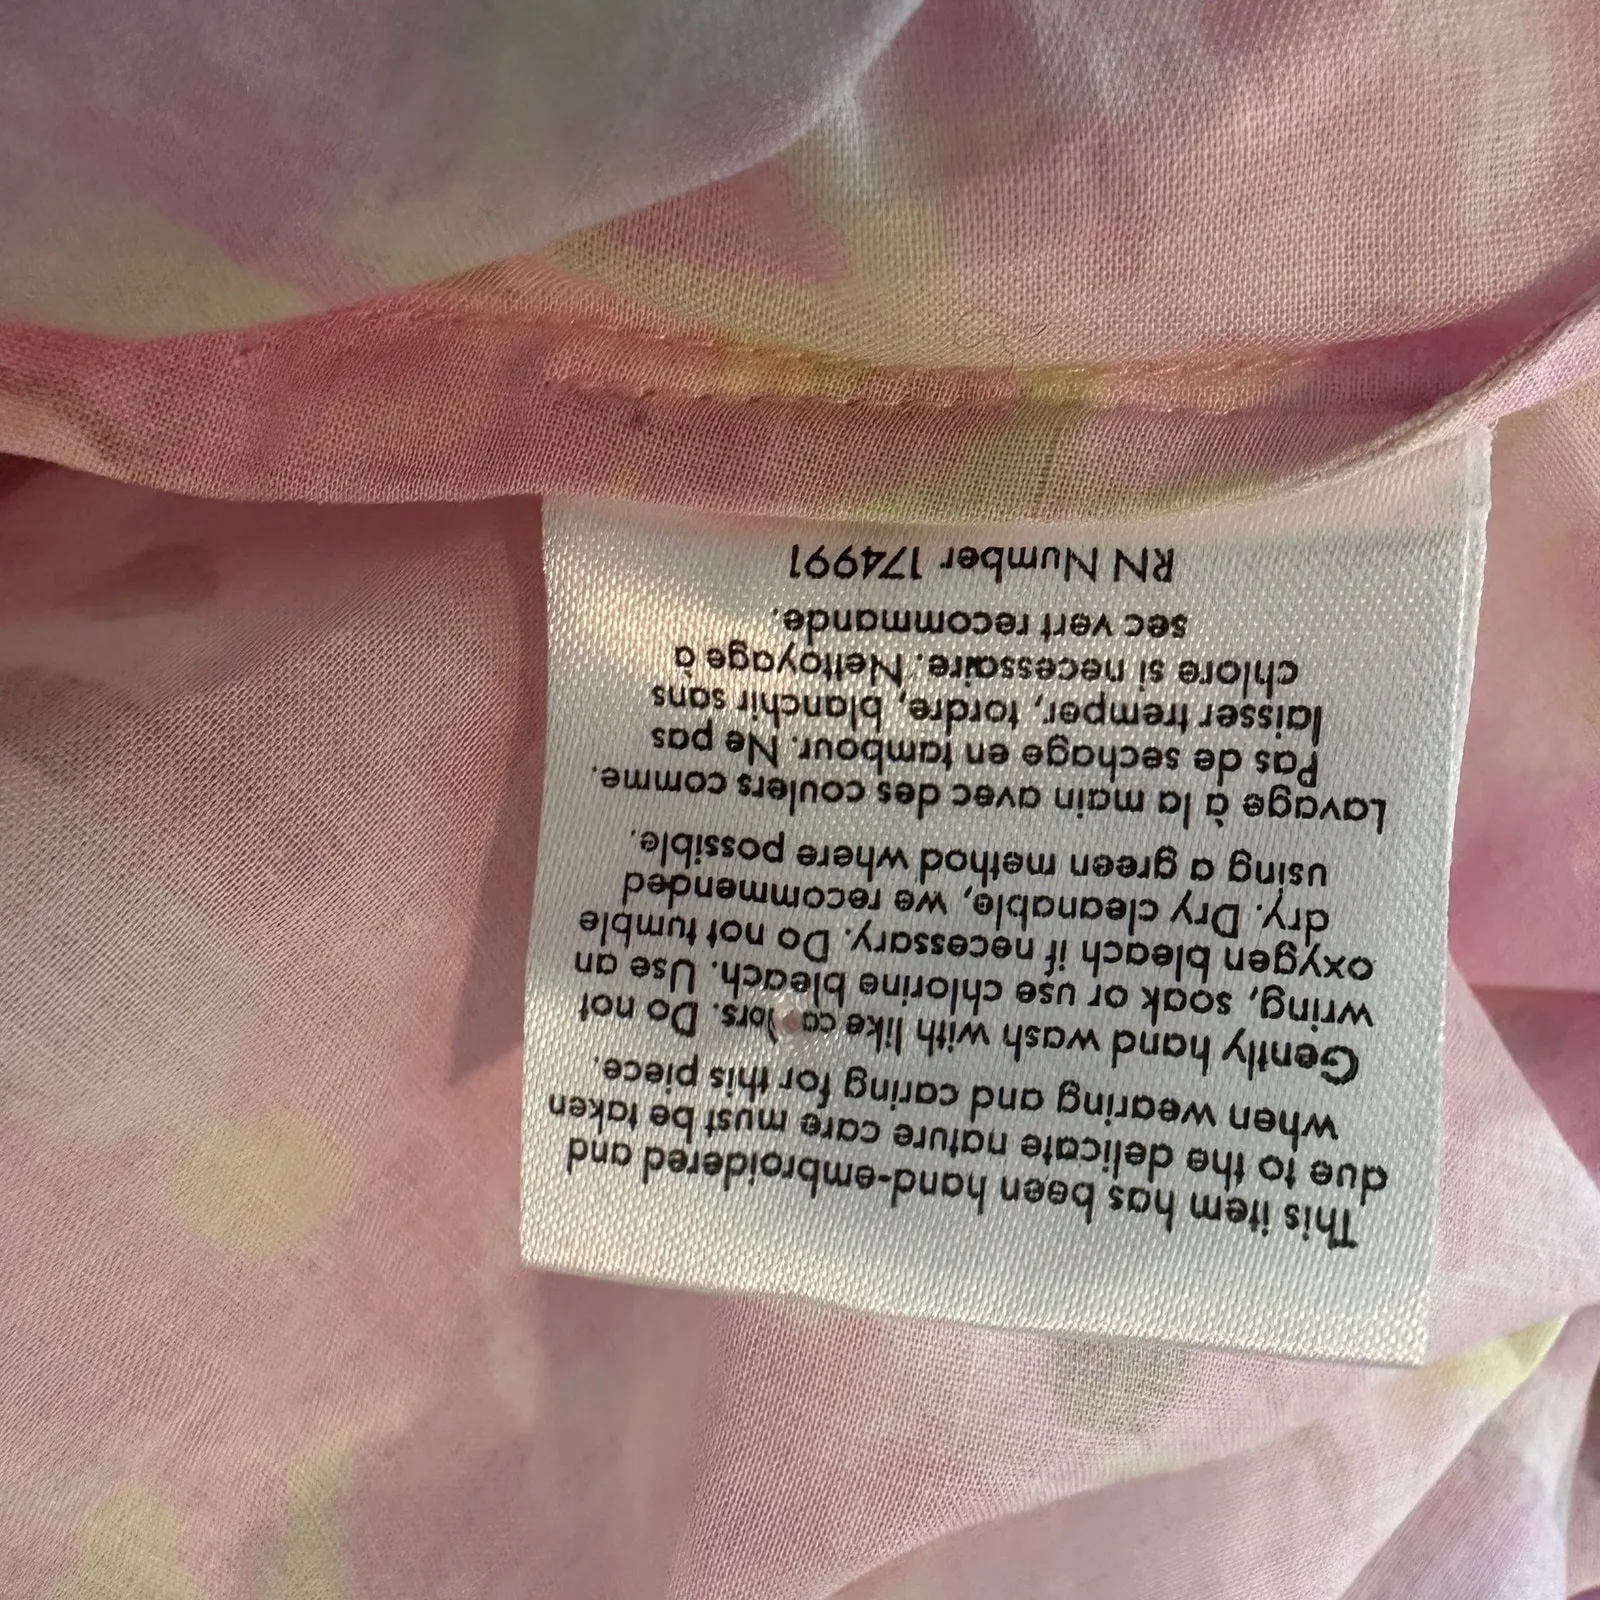 This item has been hand-embroidered and
due to the delicate nature care must be taken
when wearing and caring for this piece.
Gently hand wash with like colors. Do not
wring, soak or use chlorine bleach. Use an
oxygen bleach if necessary. Do not tumble
dry. Dry cleanable, we recommended
using a green method where possible.
Lavage à la main avec des coulers comme.
Pas de sechage en tambour. Ne pas
laisser tremper, tordre, blanchir sans
chlore si necessaire. Nettoyage à
sec vert recommande.
RN Number 174991